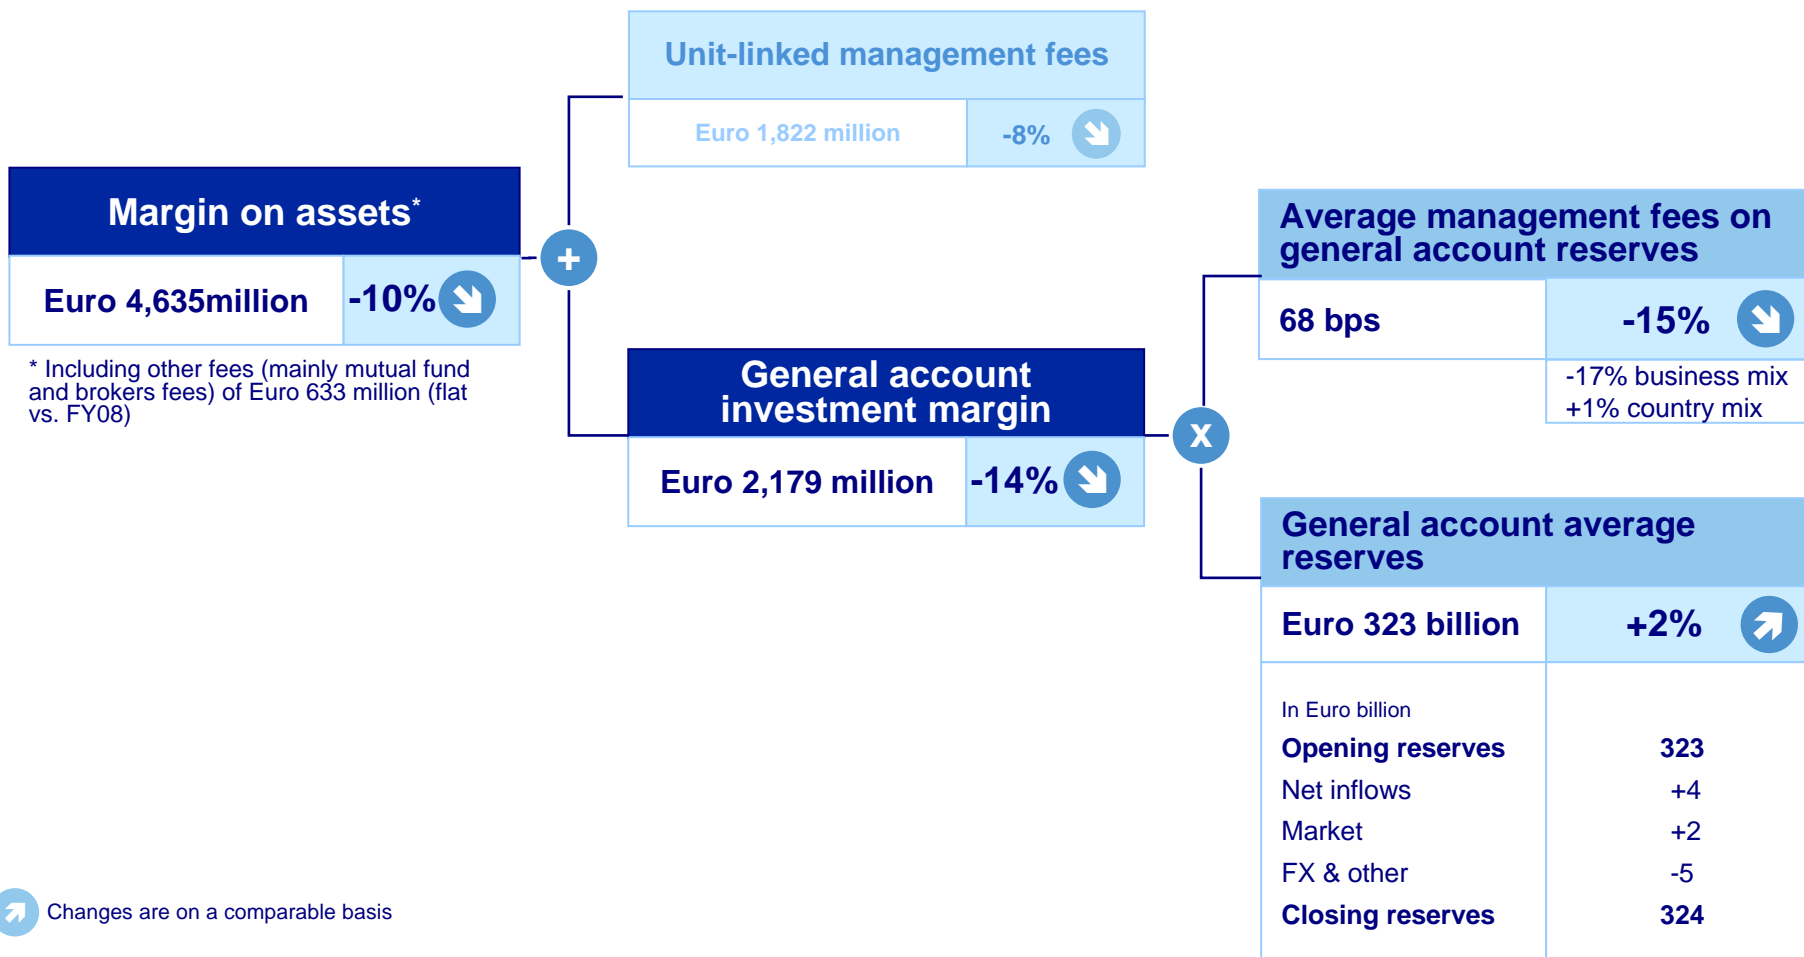 Unit-linked management fees
Euro 1,822 million
-8%
Margin on assets*
Euro 4,635million
-10%
* Including other fees (mainly mutual fund
and brokers fees) of Euro 633 million (flat
vs. FY08)
+
General account
investment margin
Euro 2,179 million
-14%
x
Average management fees on
general account reserves
68 bps
-15%
-17% business mix
+1% country mix
General account average
reserves
Euro 323 billion
+2%
In Euro billion
Opening reserves 323
Net inflows +4
Market +2
FX & other -5
Closing reserves 324
Changes are on a comparable basis